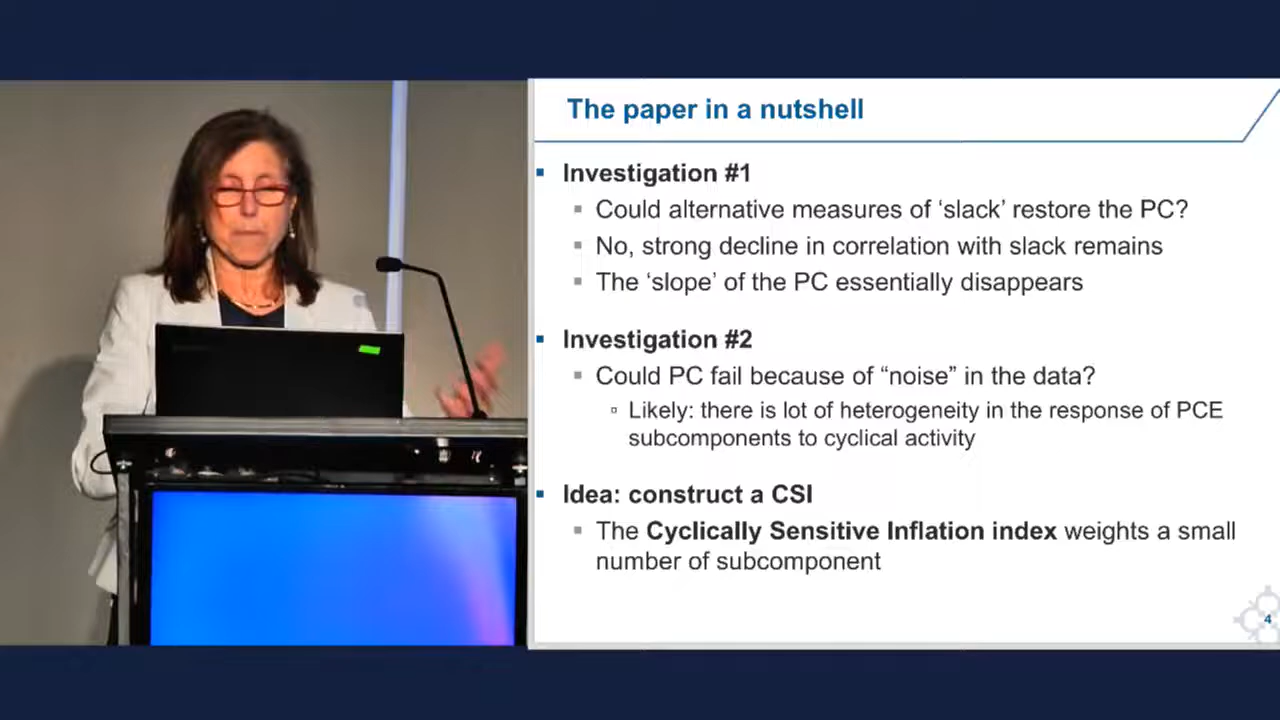 The paper in a nutshell
Investigation #1
Could alternative measures of ‘slack’ restore the PC?
No, strong decline in correlation with slack remains
The ‘slope’ of the PC essentially disappears
Investigation #2
Could PC fail because of “noise” in the data?
Likely: there is lot of heterogeneity in the response of PCE
subcomponents to cyclical activity
Idea: construct a CSI
The Cyclically Sensitive Inflation index weights a small
number of subcomponent
4